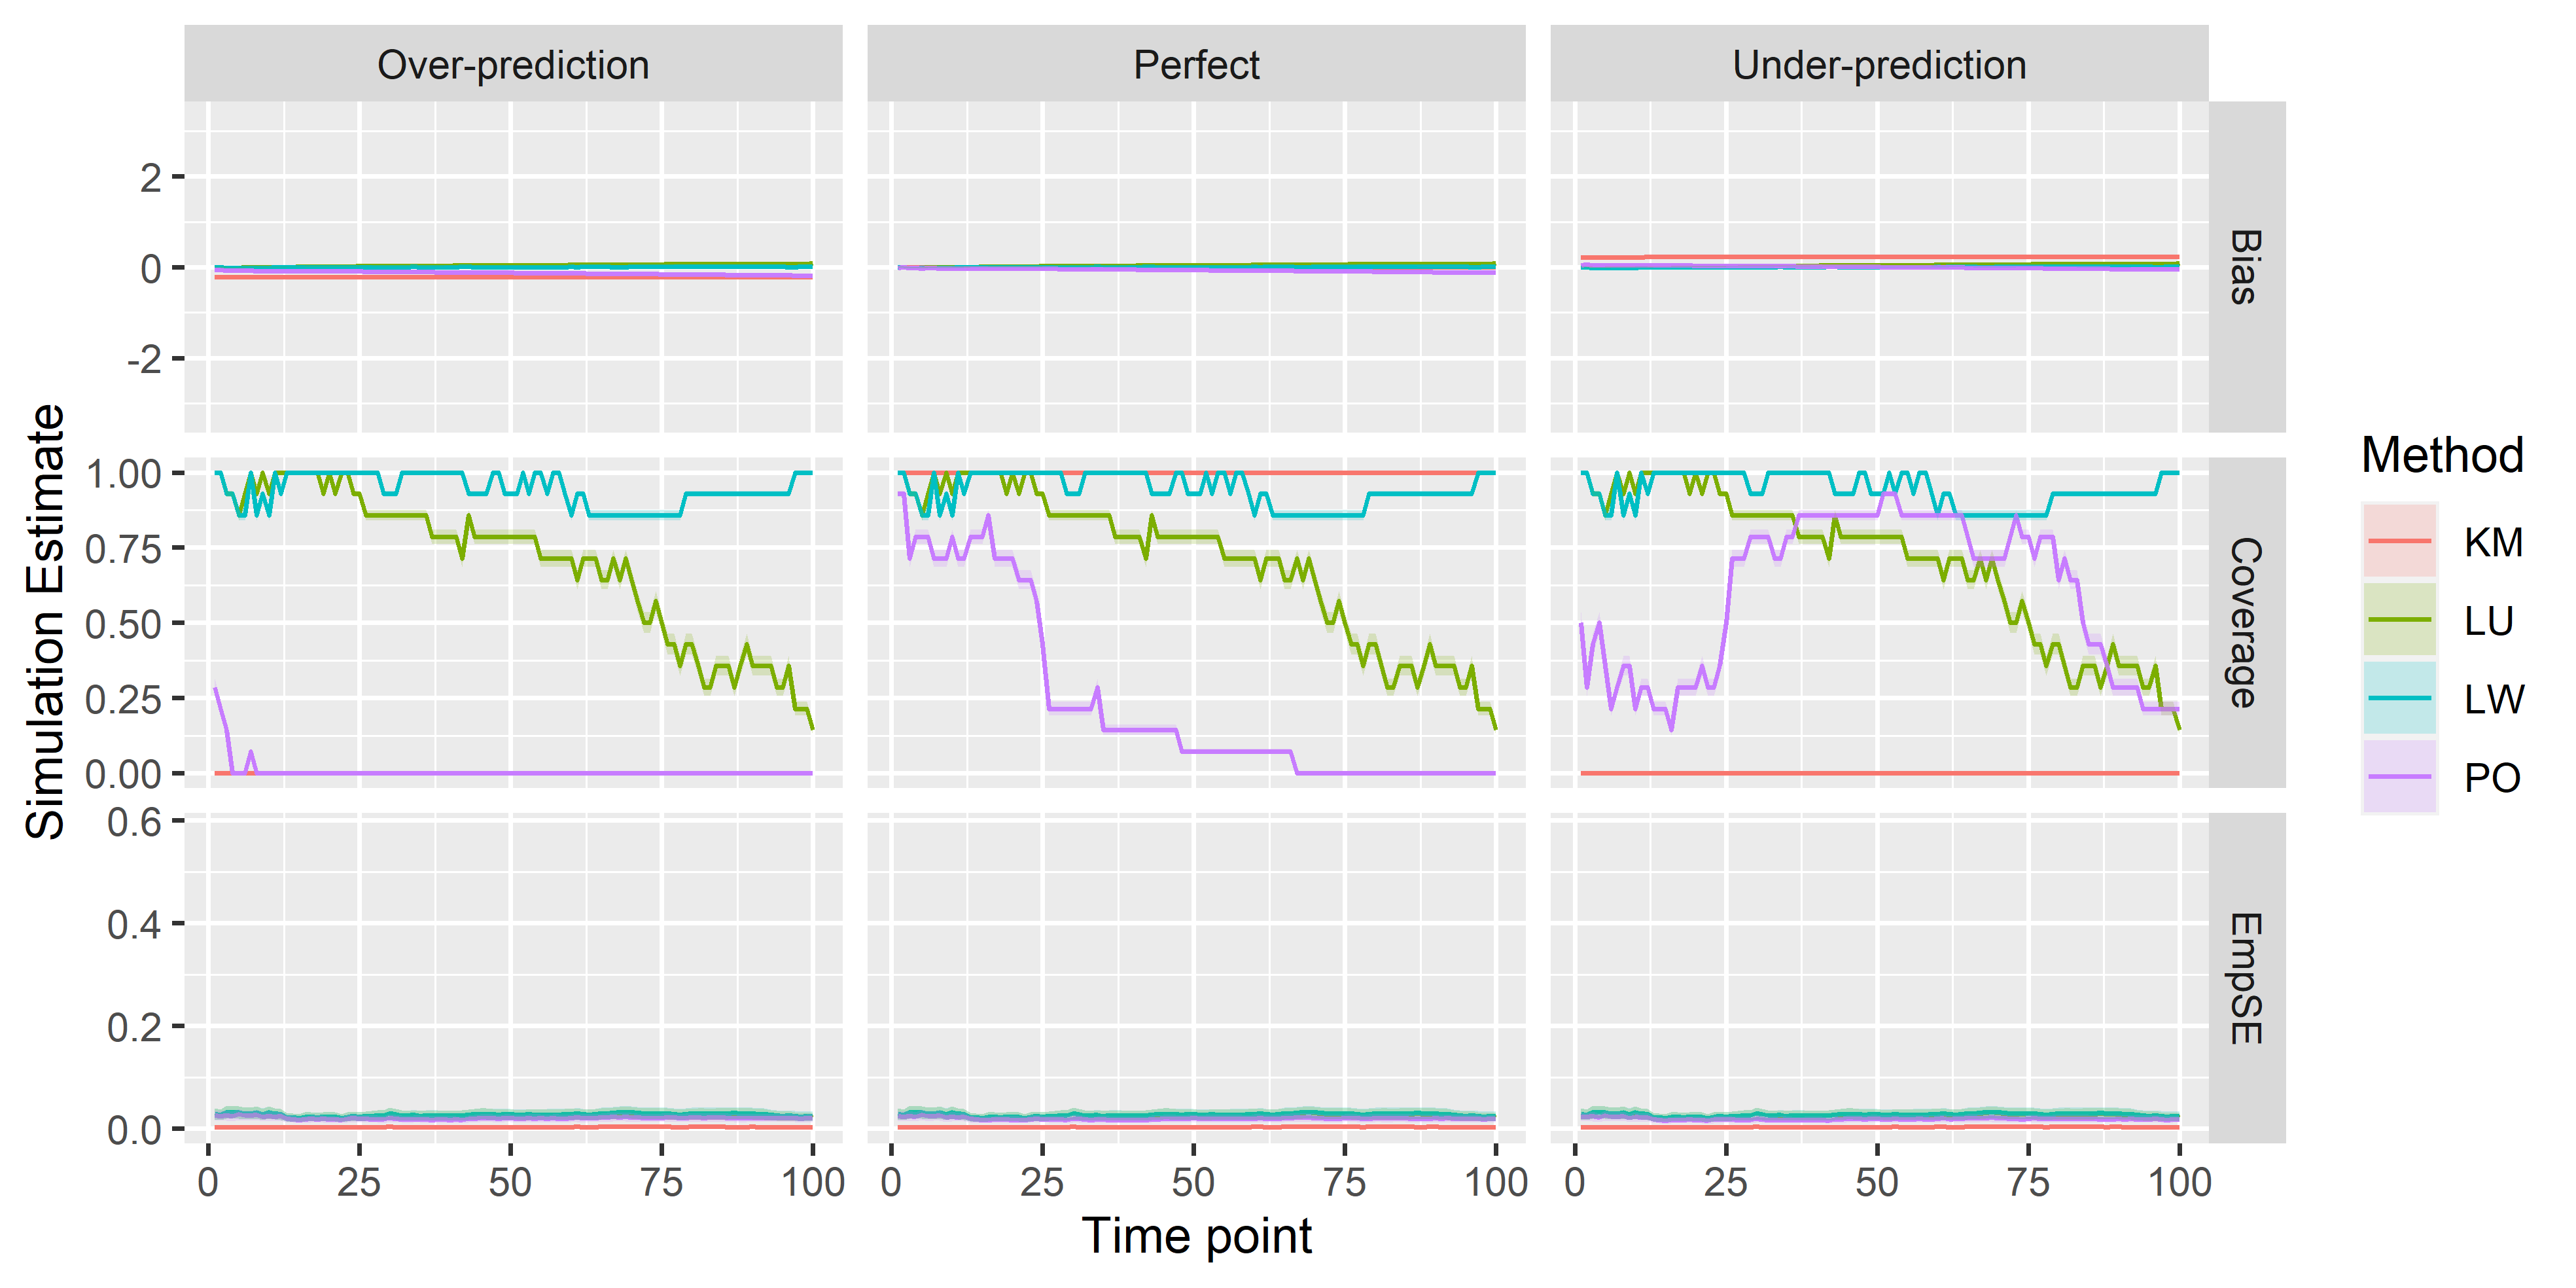 Over-prediction
Perfect
Under-prediction
2
0
-2
Bias
1.00
0.75
0.50
0.25
0.00
Coverage
0.6
0.4
0.2
0.0
EmpSE
0 25 50 75 100
0 25 50 75 100
0 25 50 75 100
Time point
Simulation Estimate
Method
KM
LU
LW
PO